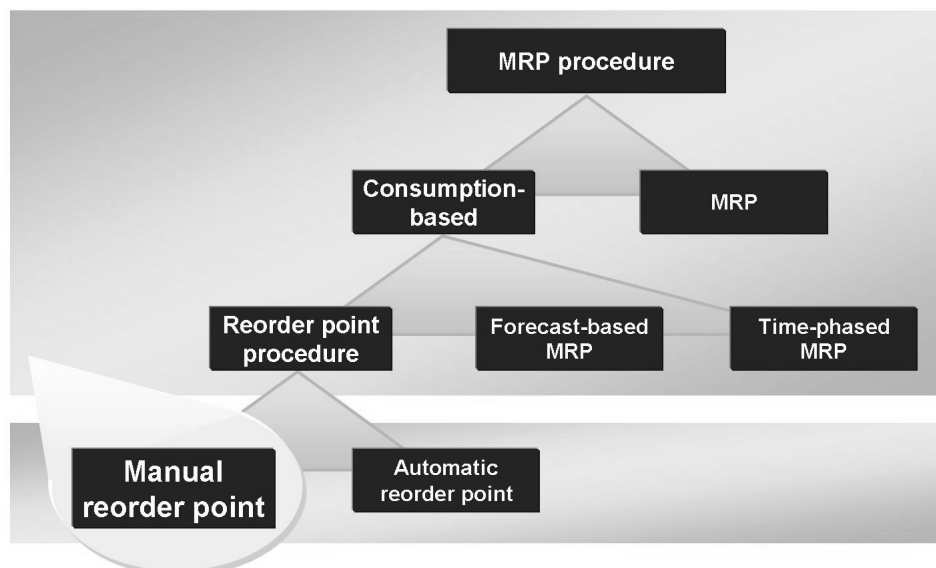 MRP procedure
Consumption-
based
MRP
Reorder point
procedure
Forecast-based
MRP
Time-phased
MRP
Manual
reorder point
Automatic
reorder point